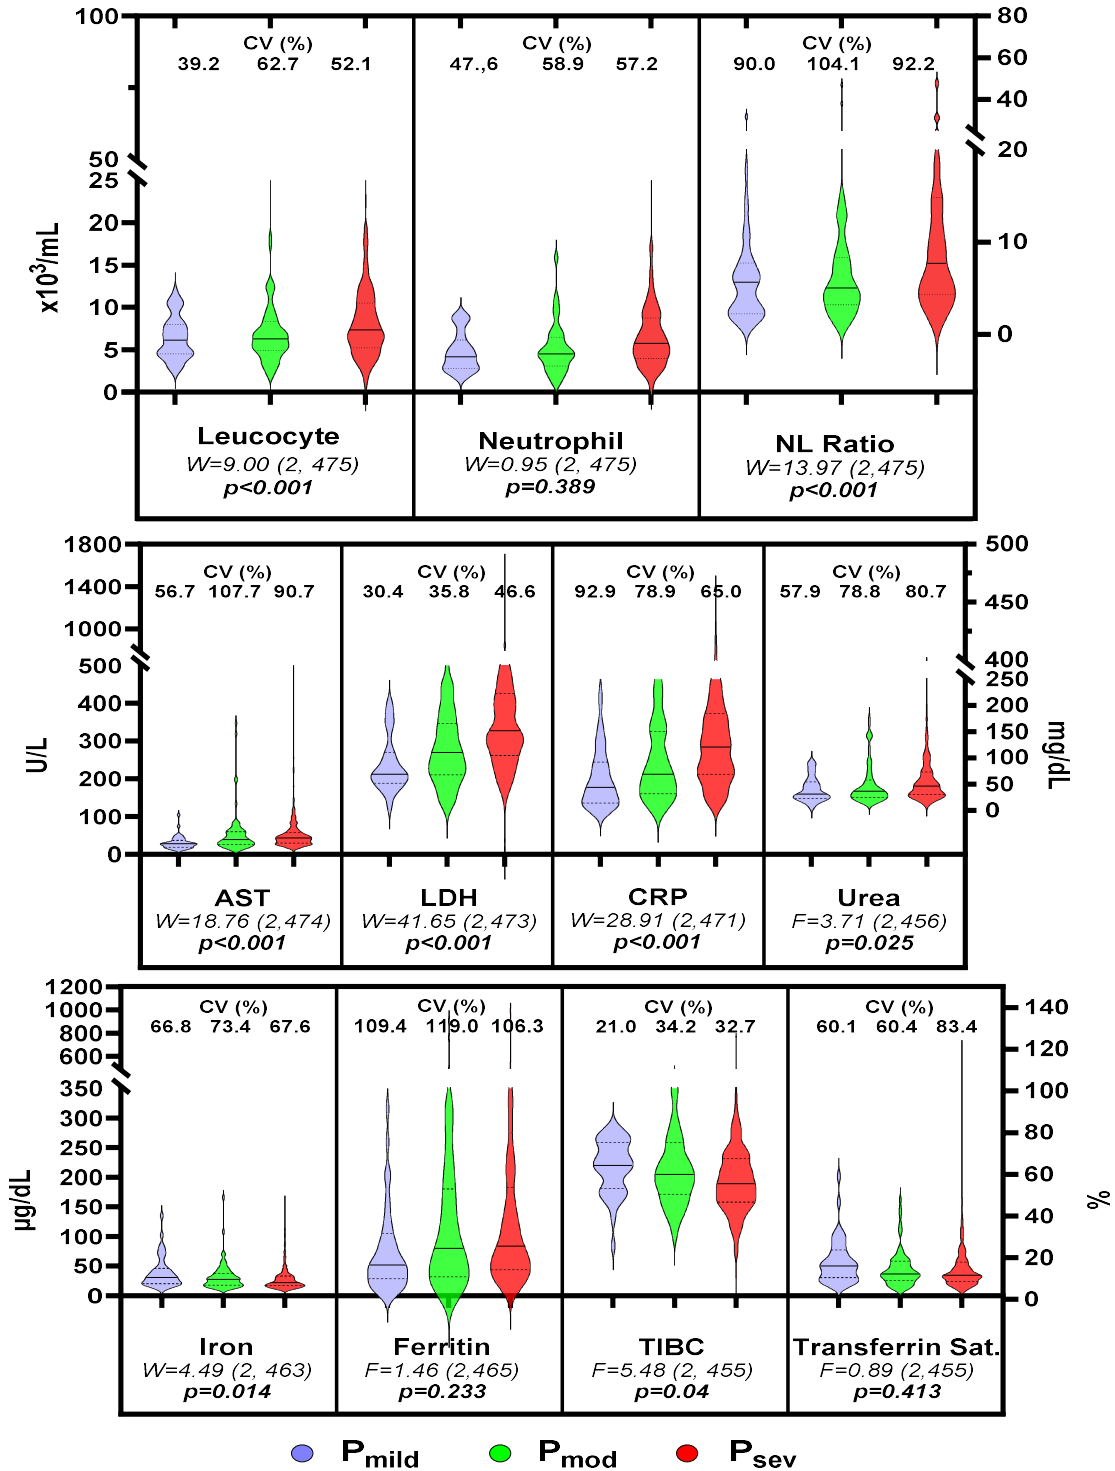 100
80
CV (%)
CV (%)
CV (%)
60
39.2 62.7 52.1
47.,6 58.9 57.2
90.0 104.1 92.2
40
50
20
25
20
15
10
10
5
0
0
x10³/mL
Leucocyte
W=9.00 (2, 475)
p<0.001
Neutrophil
W=0.95 (2, 475)
p=0.389
NL Ratio
W=13.97 (2,475)
p<0.001
1800
500
CV (%)
CV (%)
CV (%)
CV (%)
1400
56.7 107.7 90.7
30.4 35.8 46.6
92.9 78.9 65.0
57.9 78.8 80.7
450
1000
500
400
250
400
200
300
150
200
100
100
50
0
0
U/L
mg/dL
AST
W=18.76 (2,474)
p<0.001
LDH
W=41.65 (2,473)
p<0.001
CRP
W=28.91 (2,471)
p<0.001
Urea
F=3.71 (2,456)
p=0.025
1200
1000
800
600
140
CV (%)
CV (%)
CV (%)
CV (%)
66.8 73.4 67.6
109.4 119.0 106.3
21.0 34.2 32.7
60.1 60.4 83.4
120
350
100
300
80
250
200
60
150
40
100
50
20
0
0
µg/dL
%
Iron
W=4.49 (2, 463)
p=0.014
Ferritin
F=1.46 (2,465)
p=0.233
TIBC
F=5.48 (2, 455)
p=0.04
Transferrin Sat.
F=0.89 (2,455)
p=0.413
Pmild Pmod Psev